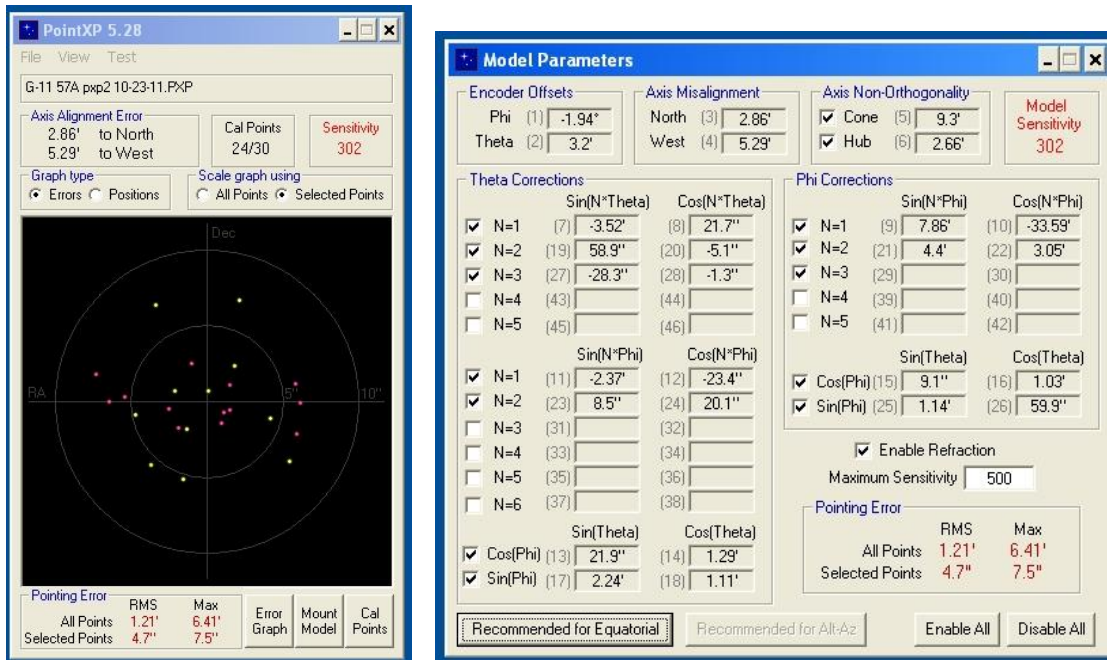 PointXP 5.28
File View Test
G-11 57A pxp2 10-23-11.PXP
Axis Alignment Error
2.86' to North
5.29' to West
Cal Points
24/30
Sensitivity
302
Graph type
Errors Positions
Scale graph using
All Points Selected Points
Dec
RA
5"
10"
Pointing Error
RMS Max
All Points 1.21' 6.41'
Selected Points 4.7" 7.5"
Error Graph
Mount Model
Cal Points
Model Parameters
Encoder Offsets
Phi (1) -1.94°
Theta (2) 3.2'
Axis Misalignment
North (3) 2.86'
West (4) 5.29'
Axis Non-Orthogonality
Cone (5) 9.3'
Hub (6) 2.66'
Model Sensitivity
302
Theta Corrections
Sin(N*Theta) Cos(N*Theta)
N=1 (7) -3.52' (8) 21.7"
N=2 (19) 58.9" (20) -5.1"
N=3 (27) -28.3" (28) -1.3"
N=4 (43) (44)
N=5 (45) (46)
Sin(N*Phi) Cos(N*Phi)
N=1 (11) -2.37' (12) -23.4"
N=2 (23) 8.5" (24) 20.1"
N=3 (31) (32)
N=4 (33) (34)
N=5 (35) (36)
N=6 (37) (38)
Sin(Theta) Cos(Theta)
Cos(Phi) (13) 21.9" (14) 1.29'
Sin(Phi) (17) 2.24' (18) 1.11'
Phi Corrections
Sin(N*Phi) Cos(N*Phi)
N=1 (9) 7.86' (10) -33.59'
N=2 (21) 4.4' (22) 3.05'
N=3 (29) (30)
N=4 (39) (40)
N=5 (41) (42)
Sin(Theta) Cos(Theta)
Cos(Phi) (15) 9.1" (16) 1.03'
Sin(Phi) (25) 1.14' (26) 59.9"
Enable Refraction
Maximum Sensitivity 500
Pointing Error
RMS Max
All Points 1.21' 6.41'
Selected Points 4.7" 7.5"
Recommended for Equatorial
Recommended for Alt-Az
Enable All
Disable All